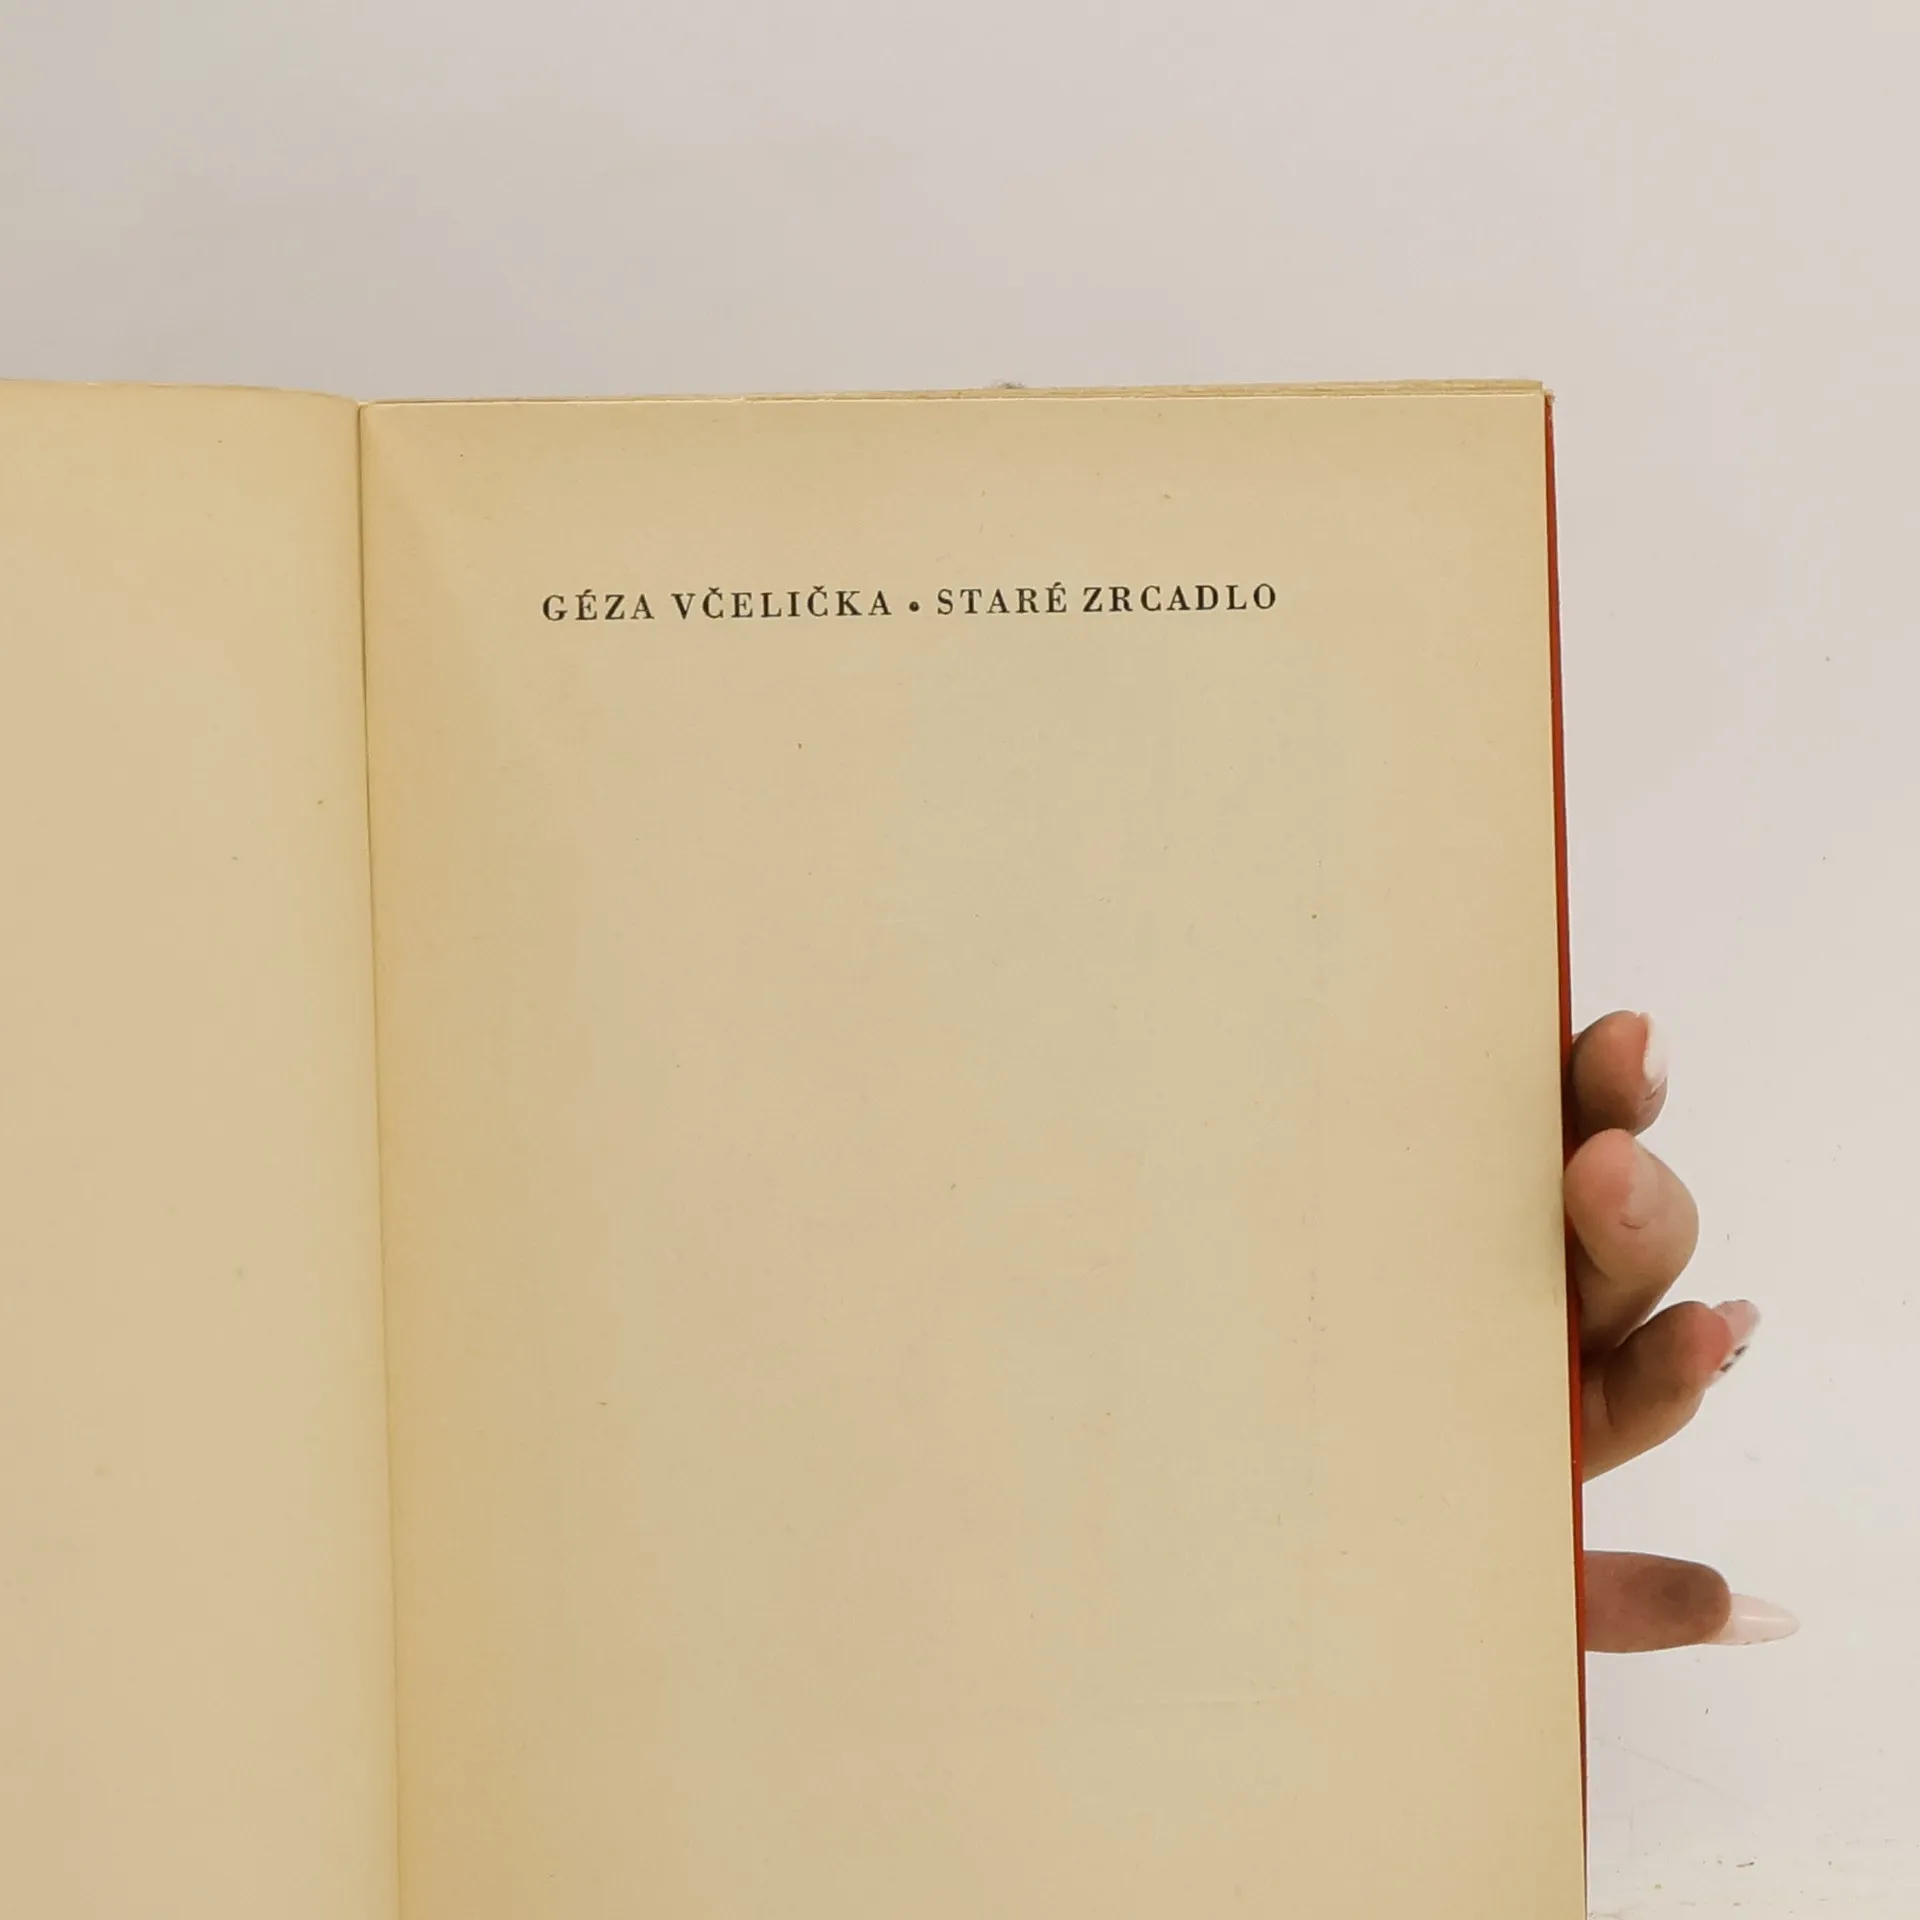 GÉZA VČELIČKA • STARÉ ZRCADLO